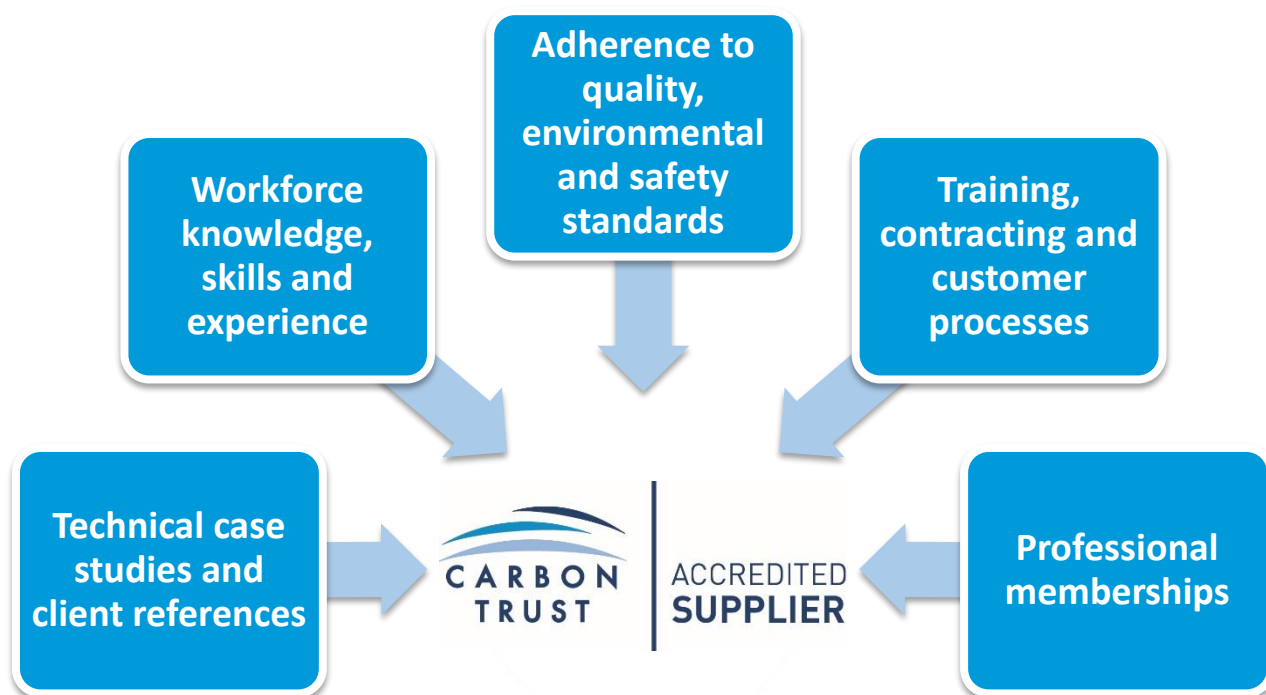 Adherence to
quality,
environmental
and safety
standards
Workforce
knowledge,
skills and
experience
Training,
contracting and
customer
processes
Technical case
studies and
client references
CARBON
TRUST
ACCREDITED
SUPPLIER
Professional
memberships